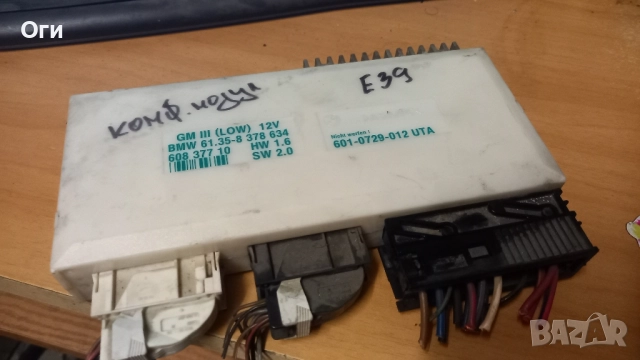 Оги
комф. модул
E39
GM III (LOW) 12V
BMW 61.35-8 378 634
608 377 10 HW 1.6
SW 2.0
Nicht werfen !
601-0729-012 UTA
bazar